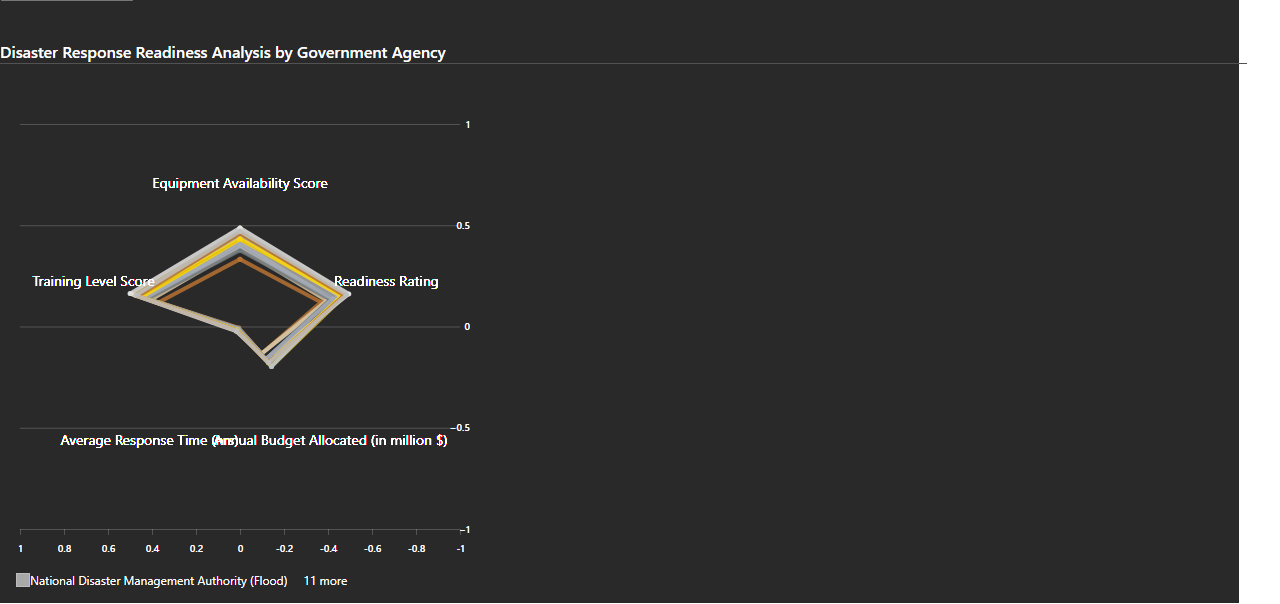 Disaster Response Readiness Analysis by Government Agency
1
Equipment Availability Score
0.5
Training Level Score
Readiness Rating
0
–0.5
Average Response Time (hrs)
Annual Budget Allocated (in million $)
–1
1 0.8 0.6 0.4 0.2 0 -0.2 -0.4 -0.6 -0.8 -1
National Disaster Management Authority (Flood) 11 more